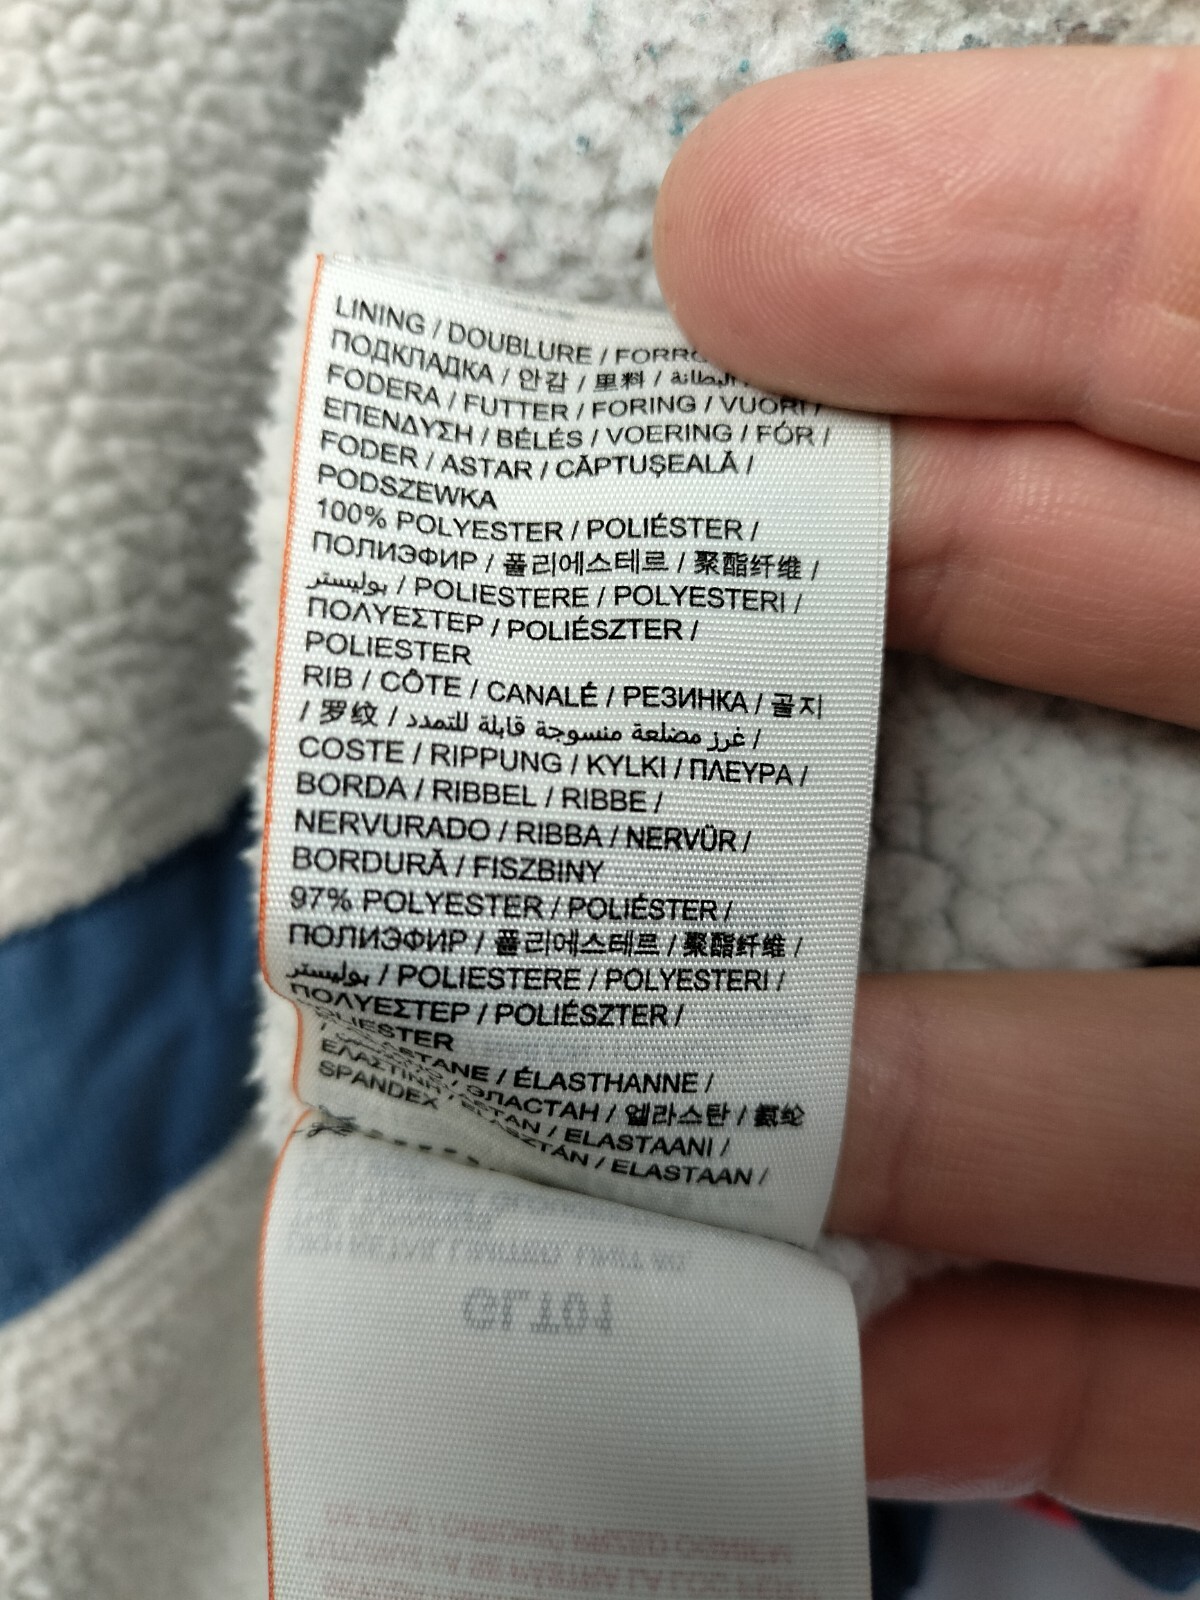 LINING / DOUBLURE / FORRO
ПОДКЛАДКА / 안감 / 里料 / البطانة
FODERA / FUTTER / FORING / VUORI /
ΕΠΕΝΔΥΣΗ / BÉLÉS / VOERING / FÓR /
FODER / ASTAR / CĂPTUŞEALĂ /
PODSZEWKA
100% POLYESTER / POLIÉSTER /
ПОЛИЭФИР / 폴리에스테르 / 聚酯纤维 /
بوليستر / POLIESTERE / POLYESTERI /
ΠΟΛΥΕΣΤΕΡ / POLIÉSZTER /
POLIESTER
RIB / CÔTE / CANALÉ / РЕЗИНКА / 골지
/ 罗纹 / غرز مضلعة منسوجة قابلة للتمدد /
COSTE / RIPPUNG / KYLKI / ΠΛΕΥΡΑ /
BORDA / RIBBEL / RIBBE /
NERVURADO / RIBBA / NERVÜR /
BORDURĂ / FISZBINY
97% POLYESTER / POLIÉSTER /
ПОЛИЭФИР / 폴리에스테르 / 聚酯纤维 /
بوليستر / POLIESTERE / POLYESTERI /
ΠΟΛΥΕΣΤΕΡ / POLIÉSZTER /
POLIESTER
/ ÉLASTHANNE /
ЭЛАСТАН / 엘라스탄 / 氨纶
/ ELASTAANI /
/ ELASTAAN /
SPANDEX